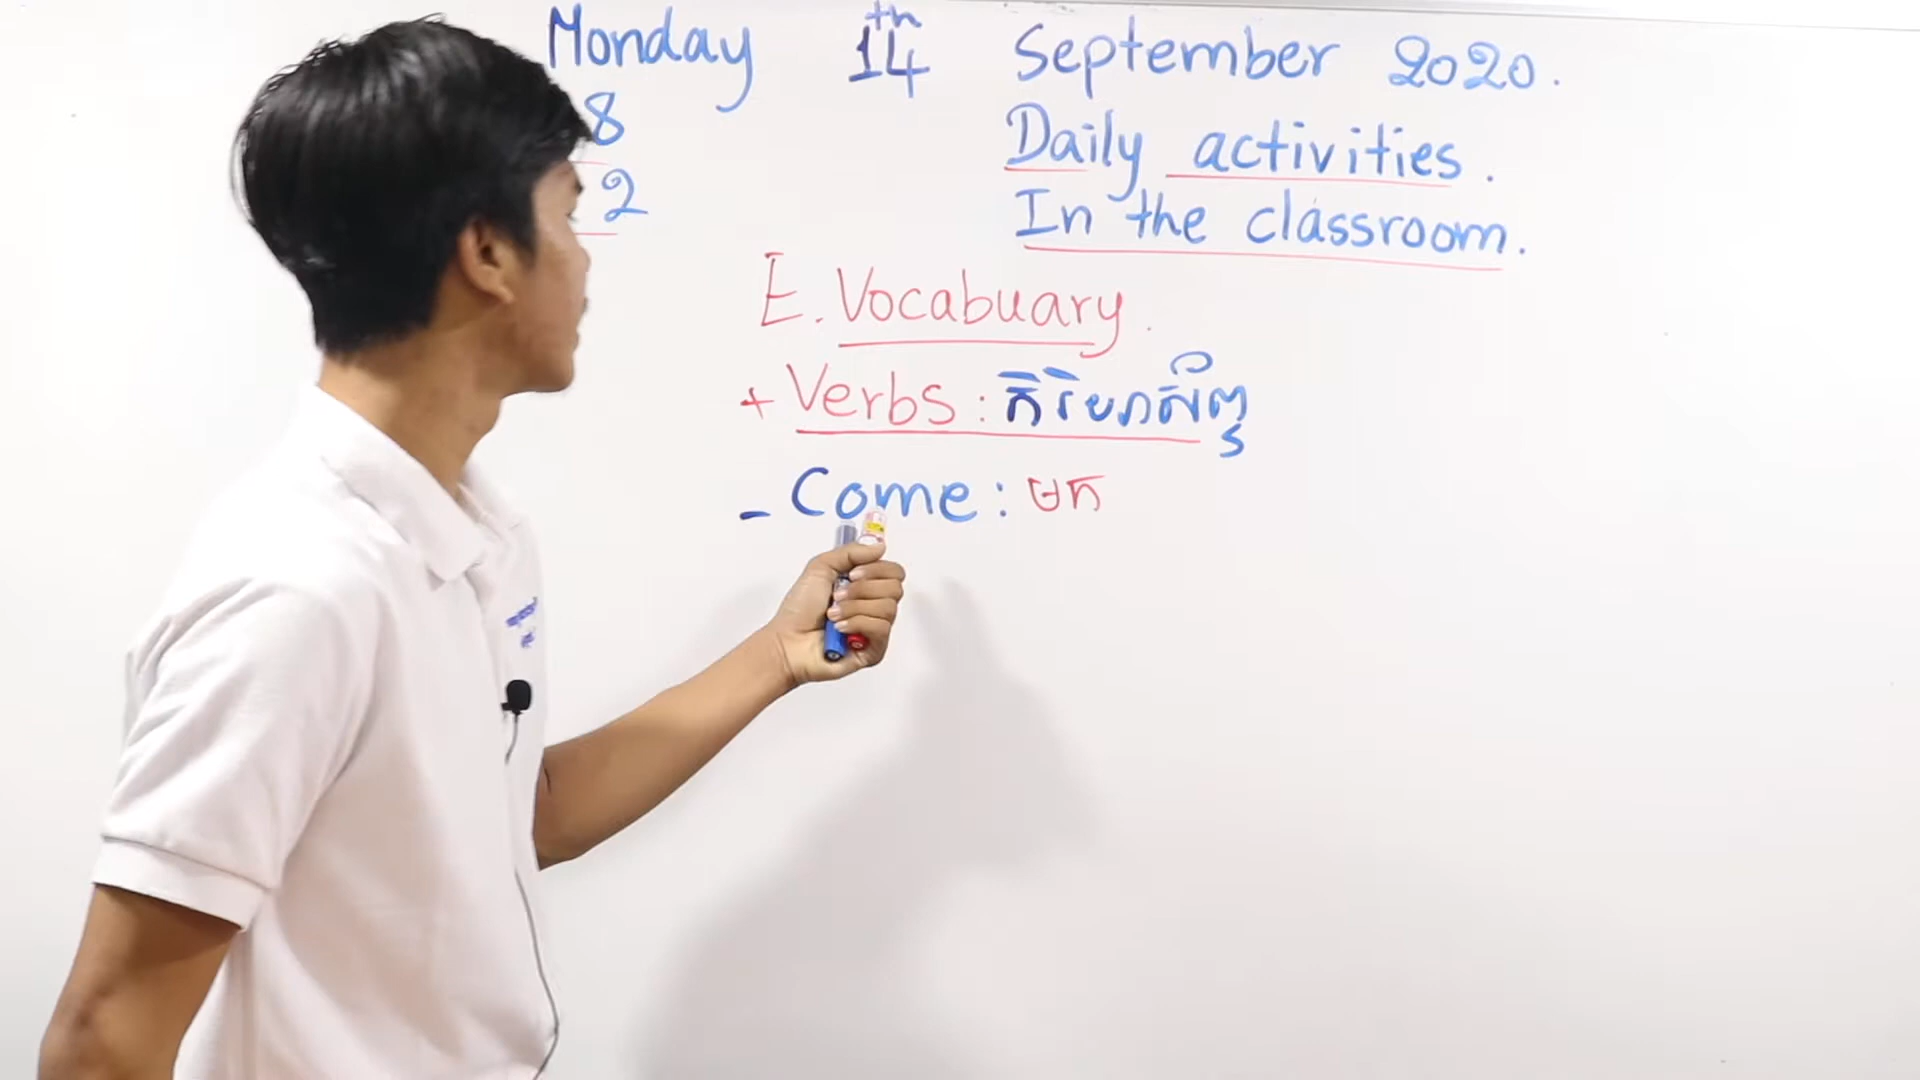 Monday 14th September 2020.
8
Daily activities.
2
In the classroom.
E. Vocabuary.
+ Verbs : កិរិយាស័ព្ទ
- Come : មក